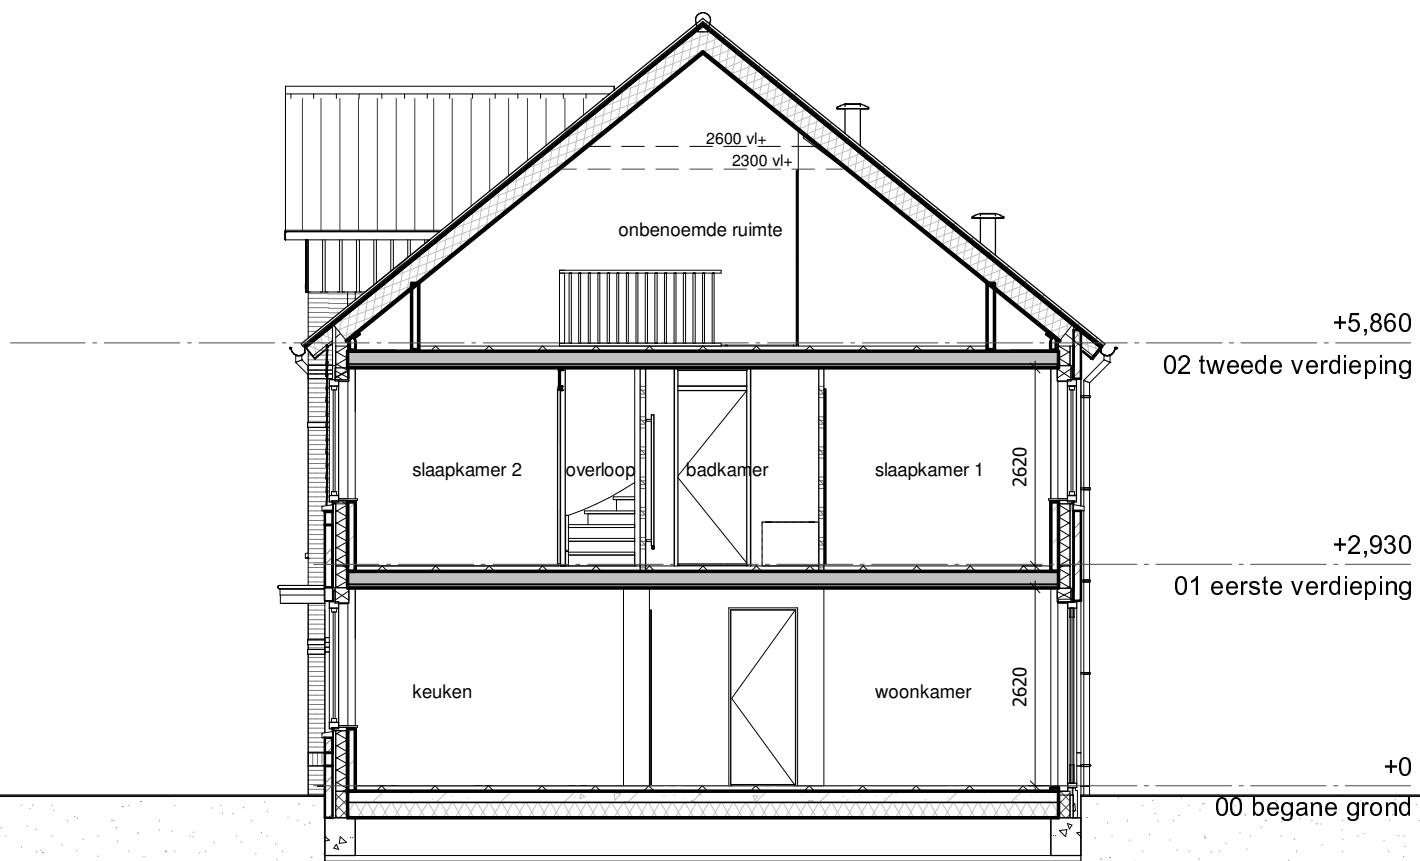 2600 vl+
2300 vl+
onbenoemde ruimte
+5,860
02 tweede verdieping
slaapkamer 2
overloop
badkamer
slaapkamer 1
2620
+2,930
01 eerste verdieping
keuken
woonkamer
2620
+0
00 begane grond